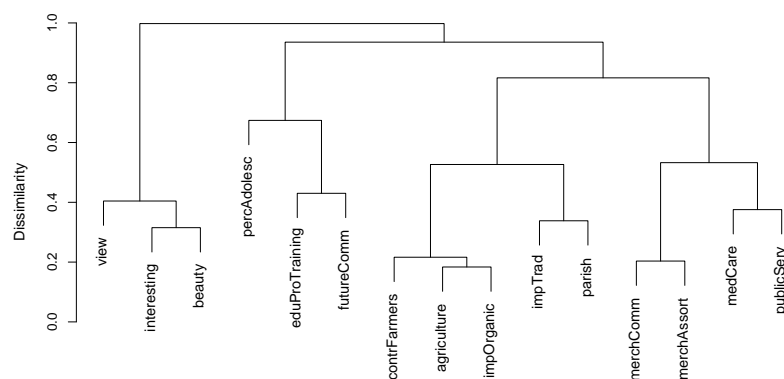 Dissimilarity
1.0
0.8
0.6
0.4
0.2
0.0
view
interesting
beauty
percAdolesc
eduProTraining
futureComm
contrFarmers
agriculture
impOrganic
impTrad
parish
merchComm
merchAssort
medCare
publicServ